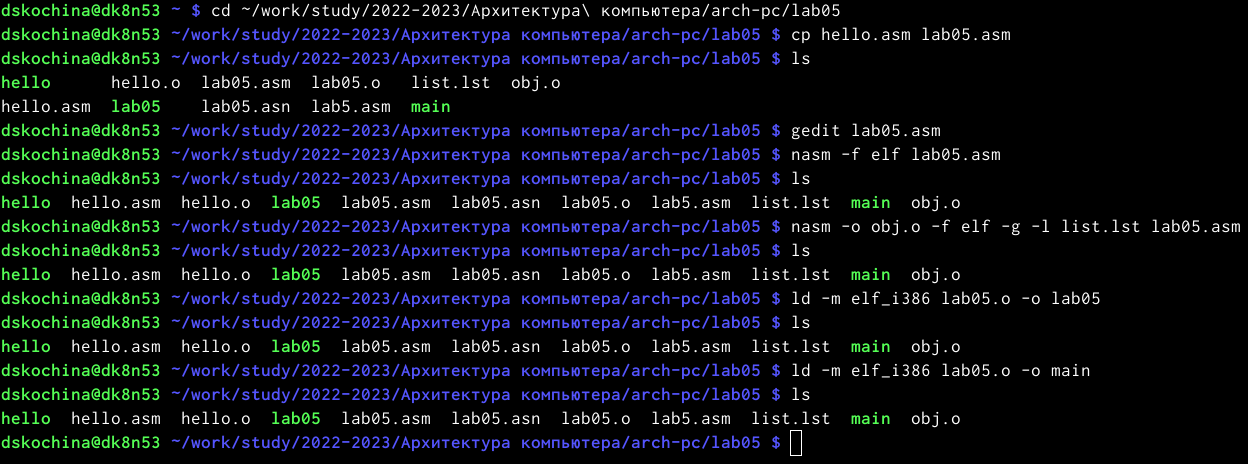 dskochina@dk8n53 ~ $ cd ~/work/study/2022-2023/Архитектура\ компьютера/arch-pc/lab05
dskochina@dk8n53 ~/work/study/2022-2023/Архитектура компьютера/arch-pc/lab05 $ cp hello.asm lab05.asm
dskochina@dk8n53 ~/work/study/2022-2023/Архитектура компьютера/arch-pc/lab05 $ ls
hello      hello.o  lab05.asm  lab05.o   list.lst  obj.o
hello.asm  lab05    lab05.asn  lab5.asm  main
dskochina@dk8n53 ~/work/study/2022-2023/Архитектура компьютера/arch-pc/lab05 $ gedit lab05.asm
dskochina@dk8n53 ~/work/study/2022-2023/Архитектура компьютера/arch-pc/lab05 $ nasm -f elf lab05.asm
dskochina@dk8n53 ~/work/study/2022-2023/Архитектура компьютера/arch-pc/lab05 $ ls
hello  hello.asm  hello.o  lab05  lab05.asm  lab05.asn  lab05.o  lab5.asm  list.lst  main  obj.o
dskochina@dk8n53 ~/work/study/2022-2023/Архитектура компьютера/arch-pc/lab05 $ nasm -o obj.o -f elf -g -l list.lst lab05.asm
dskochina@dk8n53 ~/work/study/2022-2023/Архитектура компьютера/arch-pc/lab05 $ ls
hello  hello.asm  hello.o  lab05  lab05.asm  lab05.asn  lab05.o  lab5.asm  list.lst  main  obj.o
dskochina@dk8n53 ~/work/study/2022-2023/Архитектура компьютера/arch-pc/lab05 $ ld -m elf_i386 lab05.o -o lab05
dskochina@dk8n53 ~/work/study/2022-2023/Архитектура компьютера/arch-pc/lab05 $ ls
hello  hello.asm  hello.o  lab05  lab05.asm  lab05.asn  lab05.o  lab5.asm  list.lst  main  obj.o
dskochina@dk8n53 ~/work/study/2022-2023/Архитектура компьютера/arch-pc/lab05 $ ld -m elf_i386 lab05.o -o main
dskochina@dk8n53 ~/work/study/2022-2023/Архитектура компьютера/arch-pc/lab05 $ ls
hello  hello.asm  hello.o  lab05  lab05.asm  lab05.asn  lab05.o  lab5.asm  list.lst  main  obj.o
dskochina@dk8n53 ~/work/study/2022-2023/Архитектура компьютера/arch-pc/lab05 $